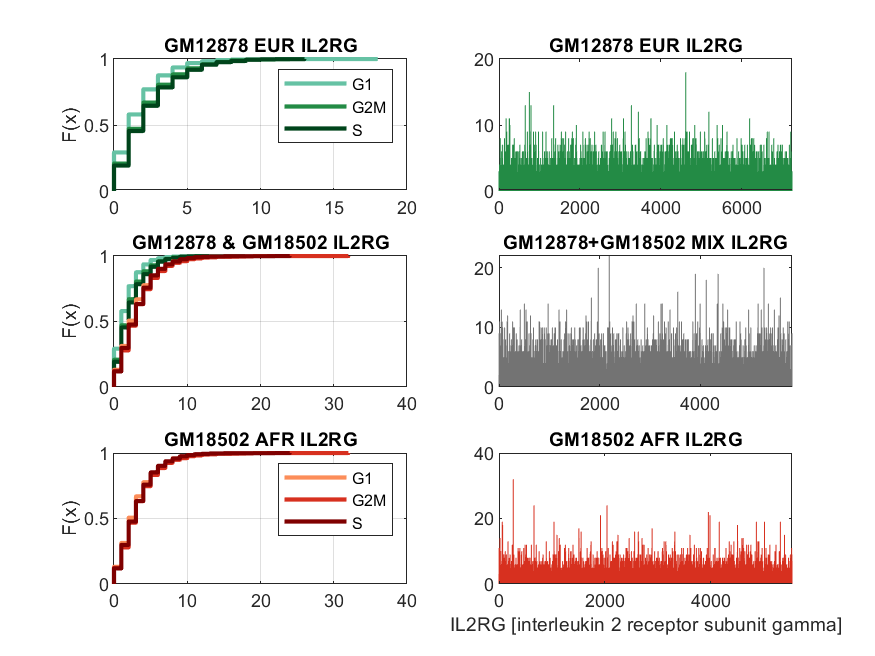 GM12878 EUR IL2RG
1
0.5
0
F(x)
0 5 10 15 20
G1
G2M
S
GM12878 EUR IL2RG
20
10
0
0 2000 4000 6000
GM12878 & GM18502 IL2RG
1
0.5
0
F(x)
0 10 20 30 40
GM12878+GM18502 MIX IL2RG
20
10
0
0 2000 4000
GM18502 AFR IL2RG
1
0.5
0
F(x)
0 10 20 30 40
G1
G2M
S
GM18502 AFR IL2RG
40
20
0
0 2000 4000
IL2RG [interleukin 2 receptor subunit gamma]